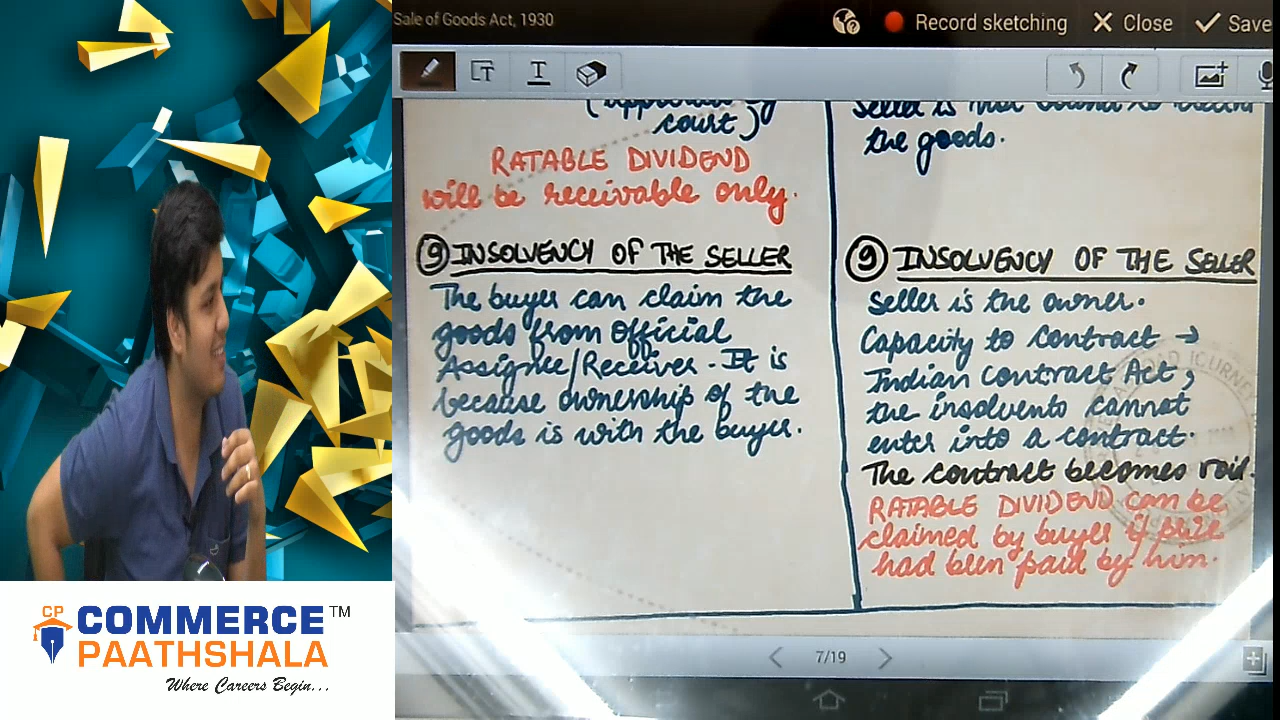 Sale of Goods Act, 1930
Record sketching
Close
Save
court)
RATABLE DIVIDEND
will be receivable only.
the goods.
9 INSOLVENCY OF THE SELLER
The buyer can claim the
goods from Official
Assignee/Receiver. It is
because ownership of the
goods is with the buyer.
9 INSOLVENCY OF THE SELLER
Seller is the owner.
Capacity to contract →
Indian Contract Act,
the insolvents cannot
enter into a contract.
The contract becomes void.
RATABLE DIVIDEND can be
claimed by buyer if price
had been paid by him.
7/19
CP
COMMERCE™
PAATHSHALA
Where Careers Begin...